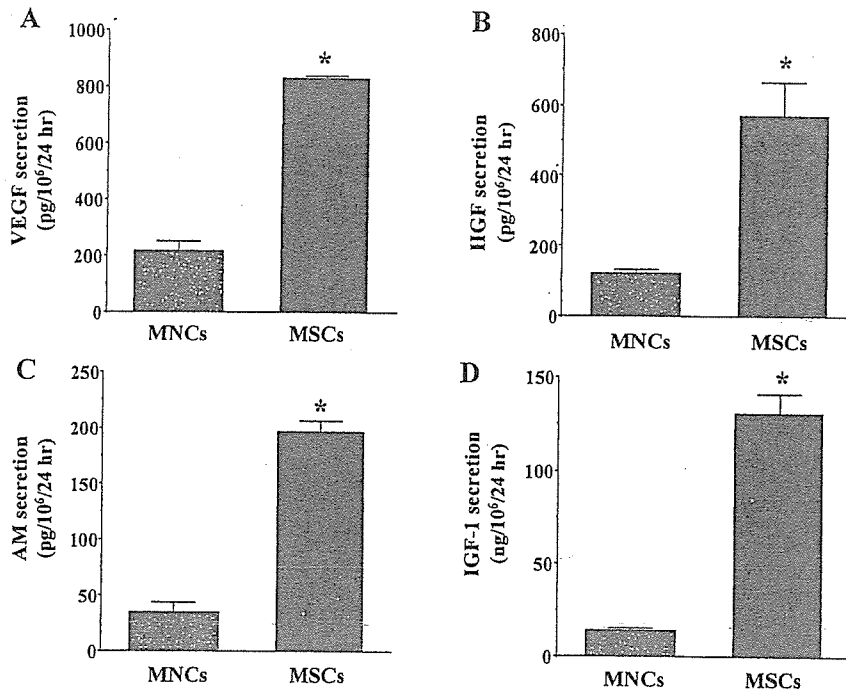 A
VEGF secretion
(pg/10⁶/24 hr)
1000
800
600
400
200
0
*
MNCs MSCs
B
HGF secretion
(pg/10⁶/24 hr)
800
600
400
200
0
*
MNCs MSCs
C
AM secretion
(pg/10⁶/24 hr)
250
200
150
100
50
0
*
MNCs MSCs
D
IGF-1 secretion
(ng/10⁶/24 hr)
150
100
50
0
*
MNCs MSCs